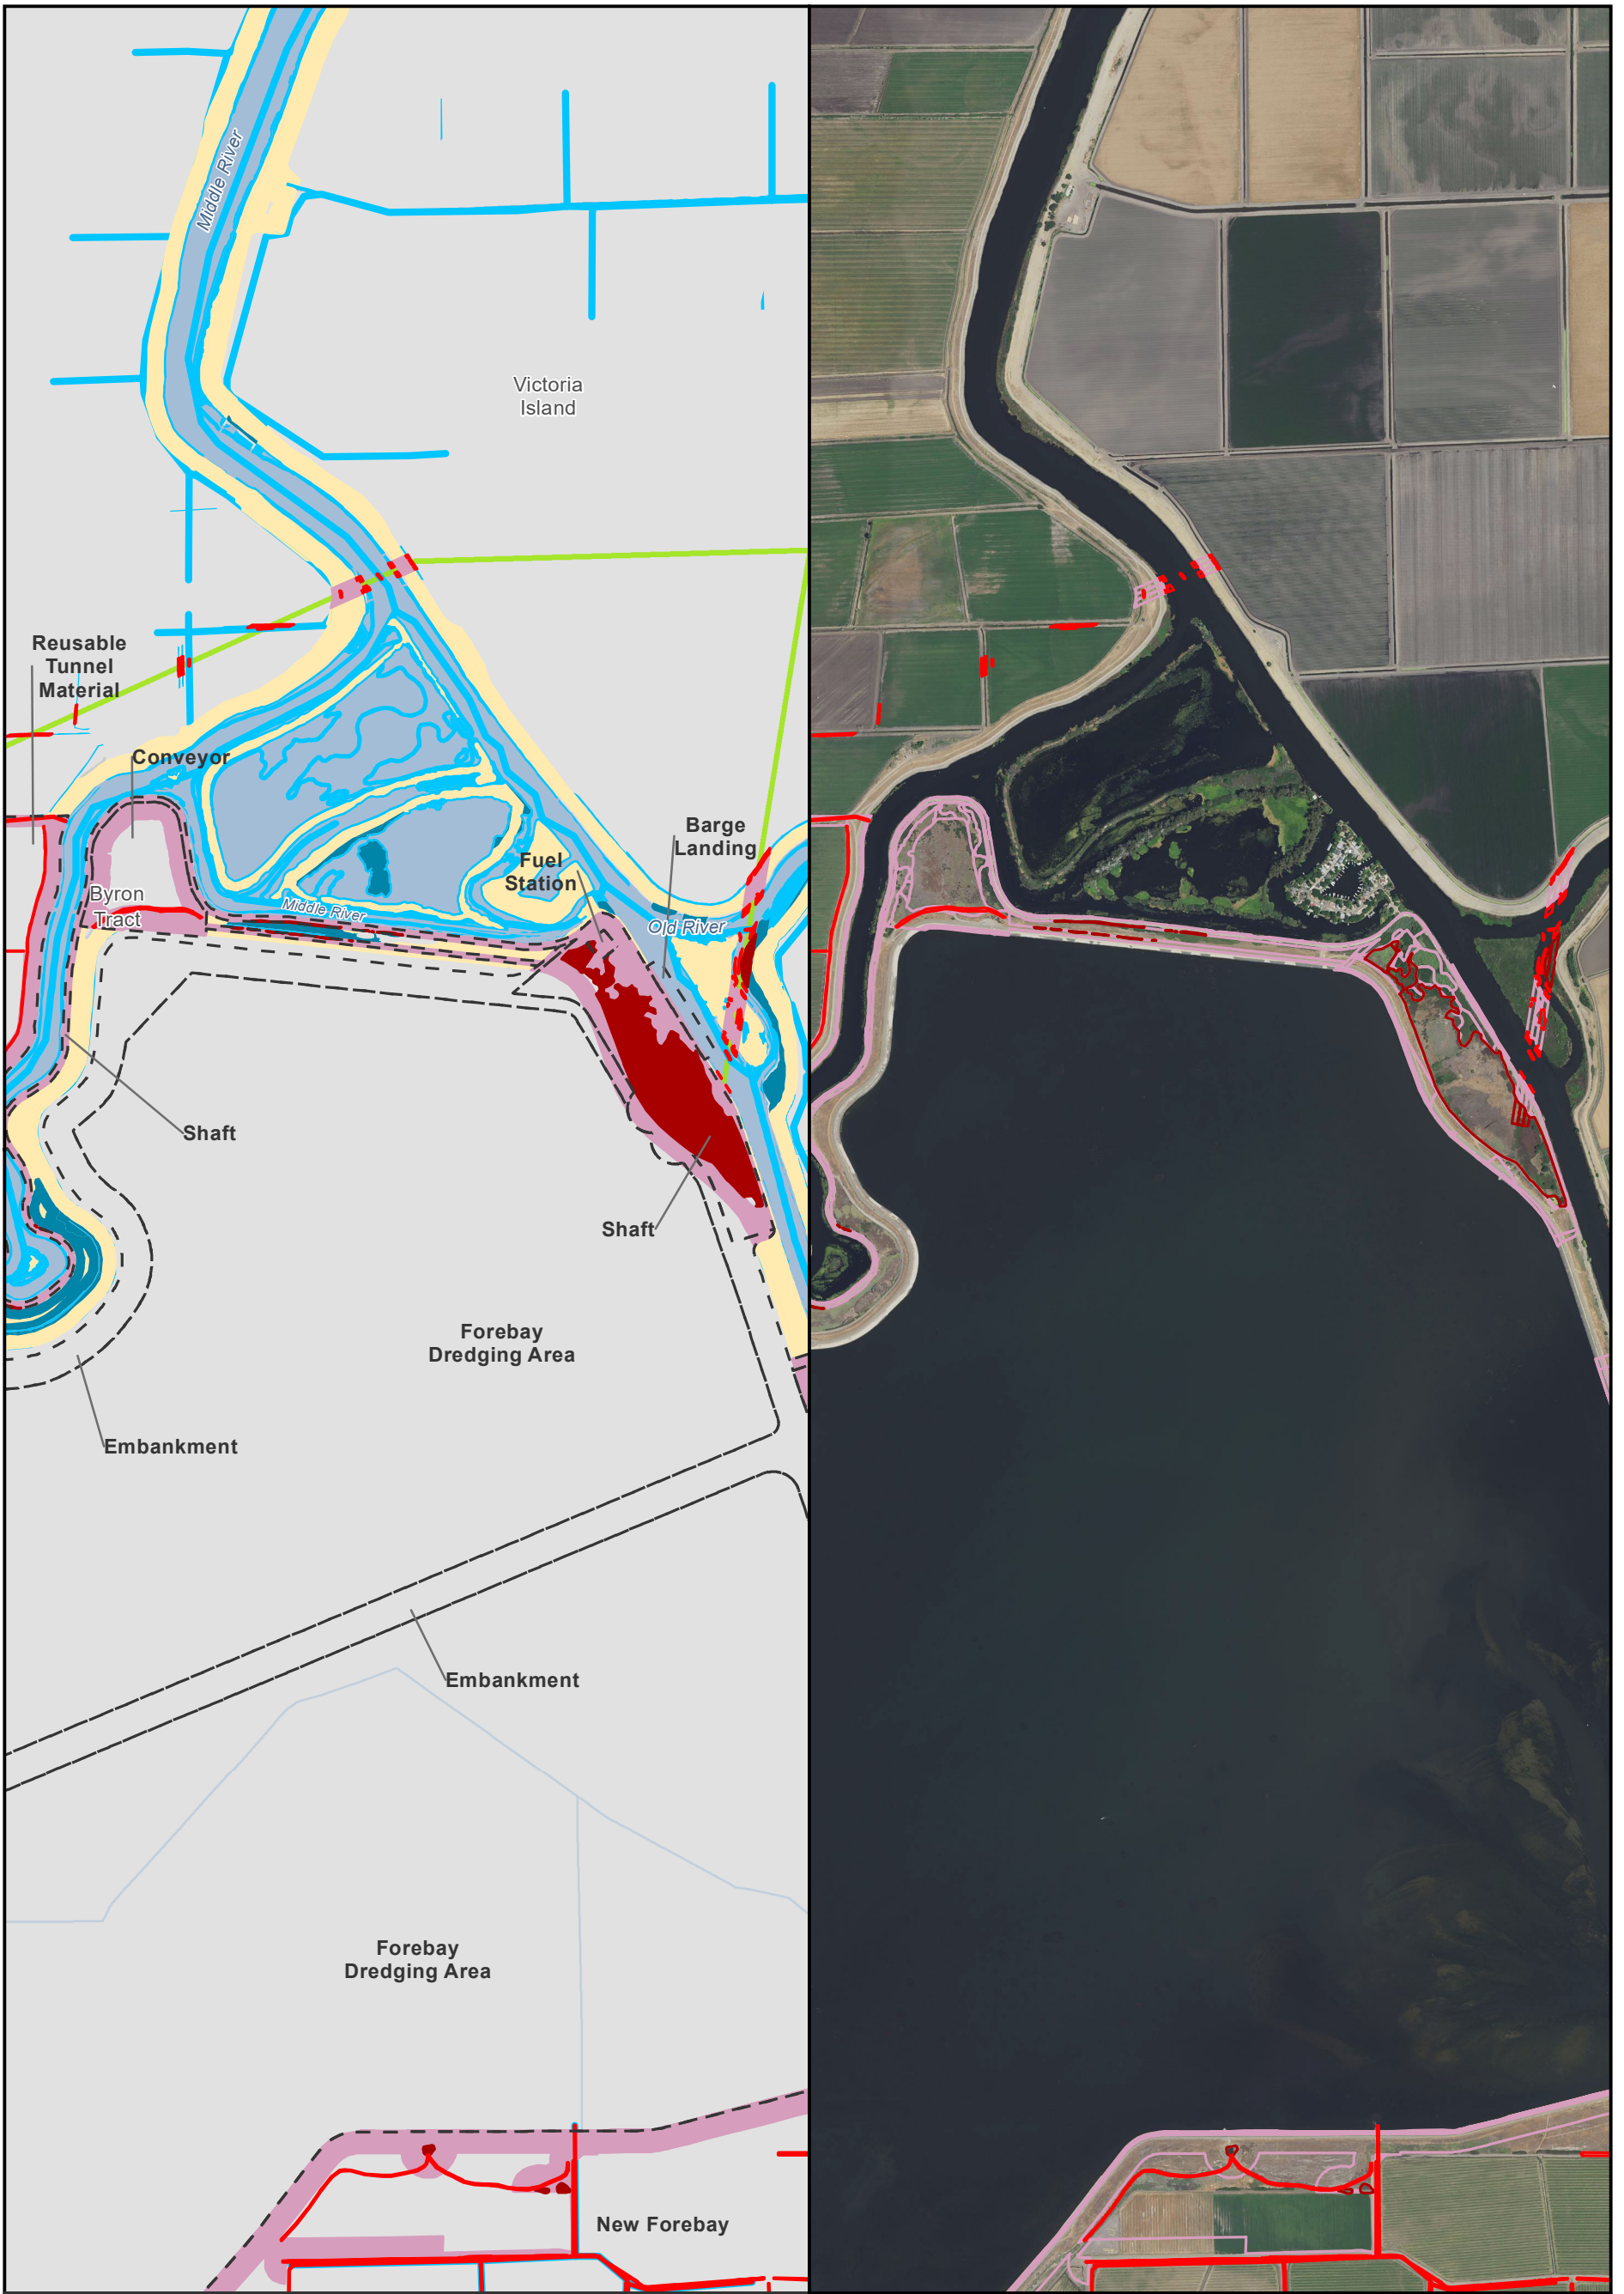 Middle River
Victoria
Island
Reusable
Tunnel
Material
Conveyor
Barge
Landing
Fuel
Station
Byron
Tract
Middle River
Old River
Shaft
Shaft
Forebay
Dredging Area
Embankment
Embankment
Forebay
Dredging Area
New Forebay